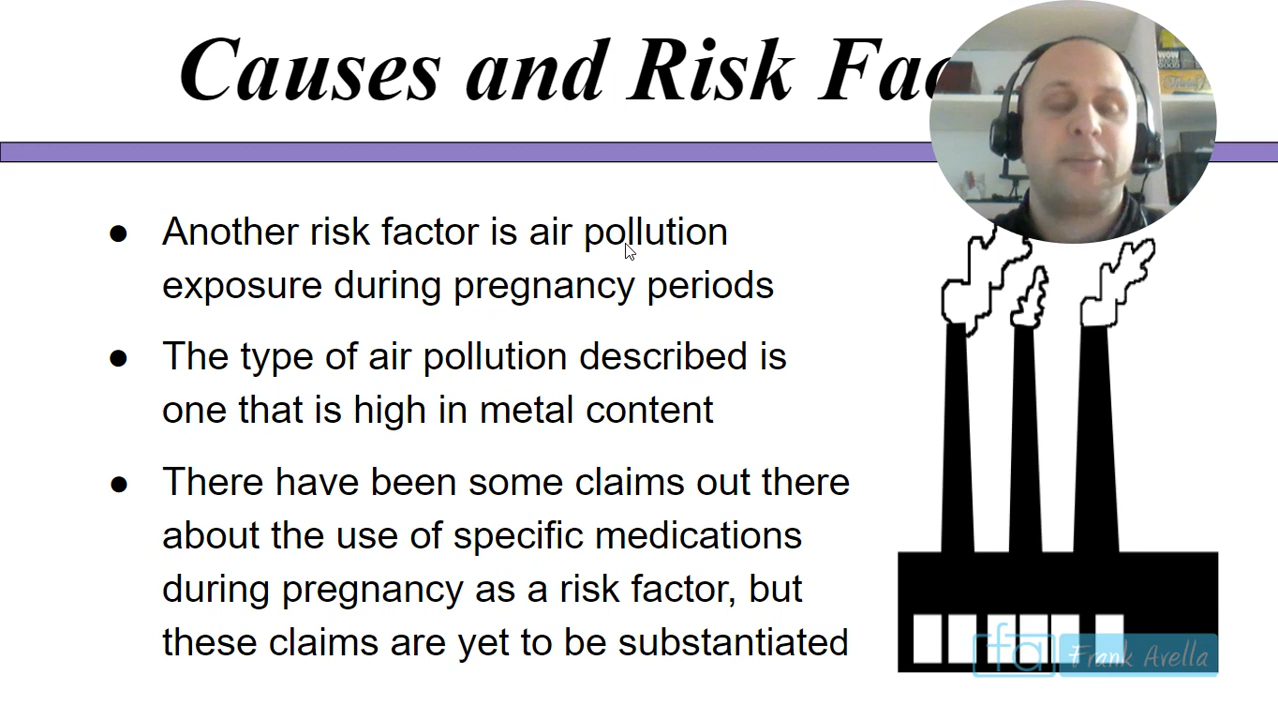 Causes and Risk Fac
Another risk factor is air pollution
exposure during pregnancy periods
The type of air pollution described is
one that is high in metal content
There have been some claims out there
about the use of specific medications
during pregnancy as a risk factor, but
these claims are yet to be substantiated
fa Frank Avella